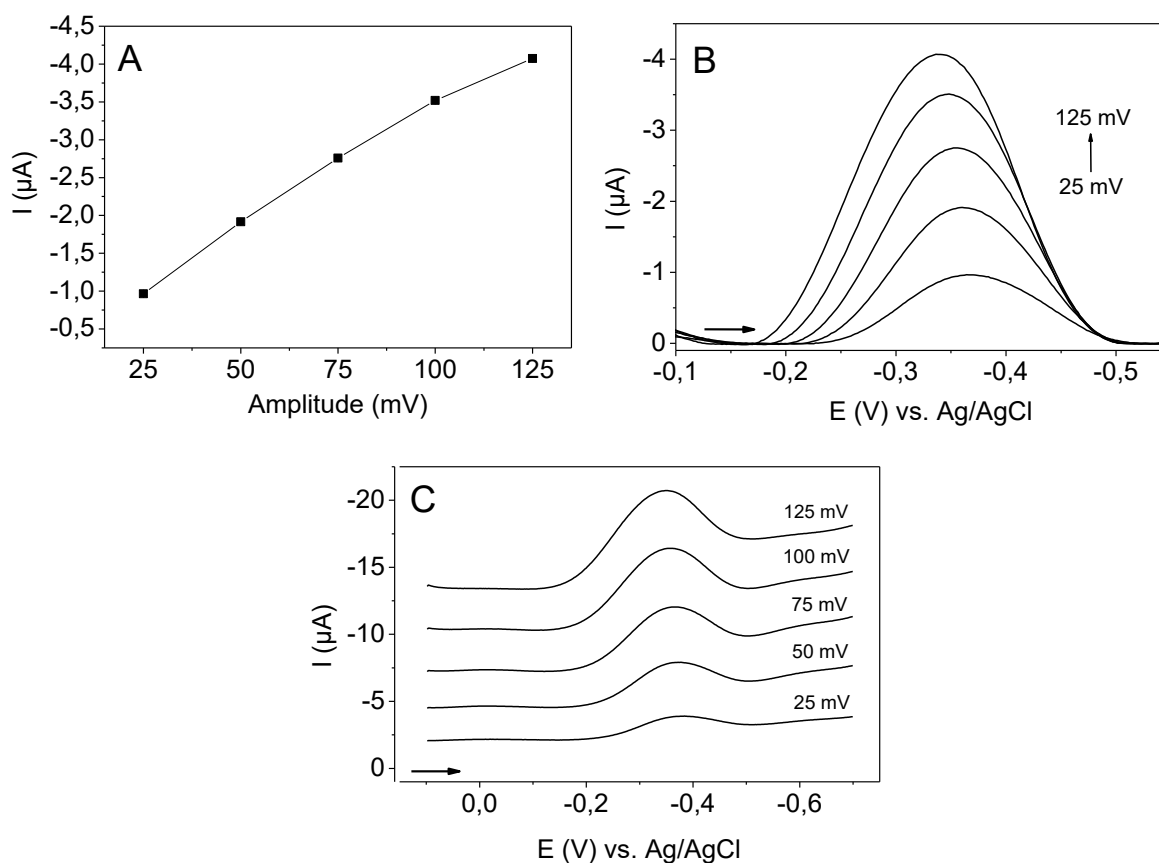 A
-4,5
-4,0
-3,5
-3,0
-2,5
-2,0
-1,5
-1,0
-0,5
I (µA)
25 50 75 100 125
Amplitude (mV)
B
-4
-3
-2
-1
0
I (µA)
125 mV
25 mV
-0,1 -0,2 -0,3 -0,4 -0,5
E (V) vs. Ag/AgCl
C
-20
-15
-10
-5
0
I (µA)
125 mV
100 mV
75 mV
50 mV
25 mV
0,0 -0,2 -0,4 -0,6
E (V) vs. Ag/AgCl